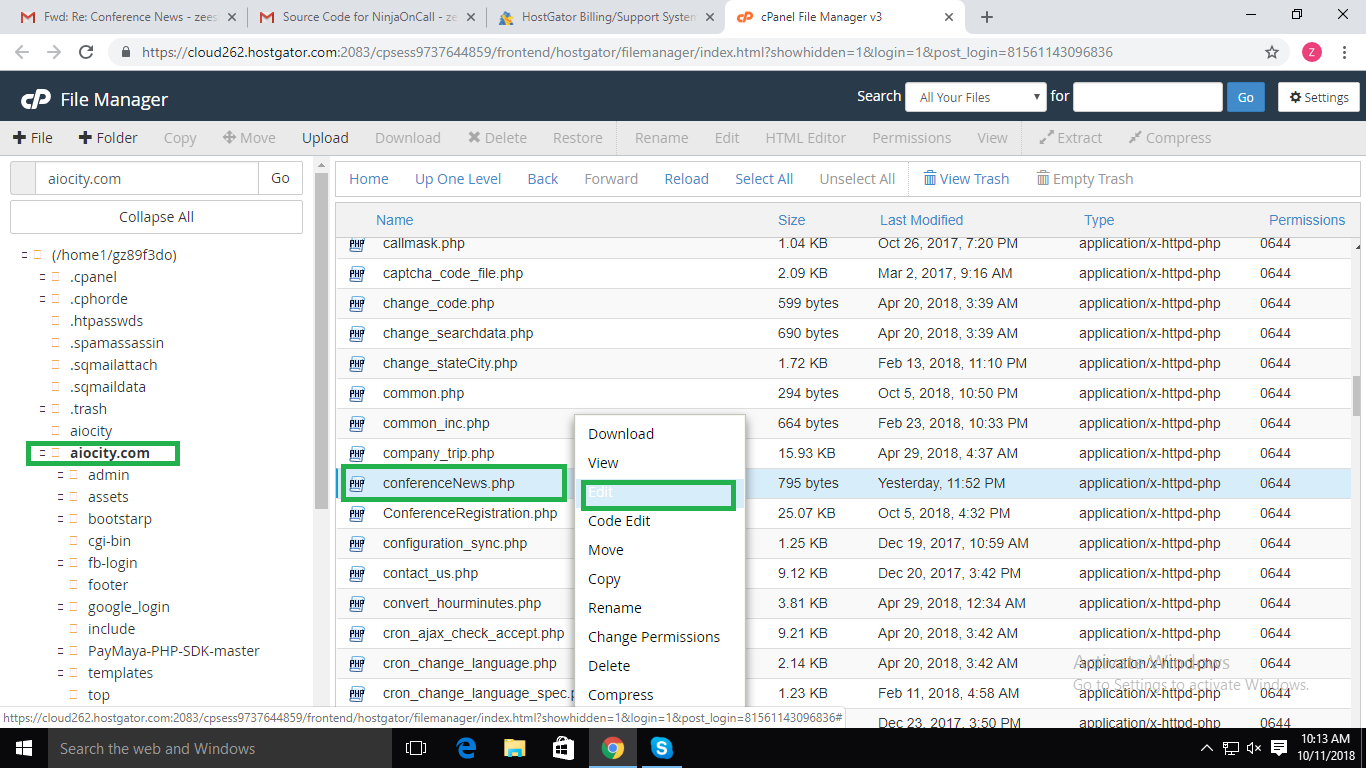 Fwd: Re: Conference News - zees
Source Code for NinjaOnCall - ze
HostGator Billing/Support System
cPanel File Manager v3
https://cloud262.hostgator.com:2083/cpsess9737644859/frontend/hostgator/filemanager/index.html?showhidden=1&login=1&post_login=81561143096836
Z
cP File Manager
Search All Your Files for Go Settings
File Folder Copy Move Upload Download Delete Restore Rename Edit HTML Editor Permissions View Extract Compress
aiocity.com Go
Collapse All
(/home1/gz89f3do)
.cpanel
.cphorde
.htpasswds
.spamassassin
.sqmailattach
.sqmaildata
.trash
aiocity
aiocity.com
admin
assets
bootstarp
cgi-bin
fb-login
footer
google_login
include
PayMaya-PHP-SDK-master
templates
top
Home Up One Level Back Forward Reload Select All Unselect All View Trash Empty Trash
Name Size Last Modified Type Permissions
PHP callmask.php 1.04 KB Oct 26, 2017, 7:20 PM application/x-httpd-php 0644
PHP captcha_code_file.php 2.09 KB Mar 2, 2017, 9:16 AM application/x-httpd-php 0644
PHP change_code.php 599 bytes Apr 20, 2018, 3:39 AM application/x-httpd-php 0644
PHP change_searchdata.php 690 bytes Apr 20, 2018, 3:39 AM application/x-httpd-php 0644
PHP change_stateCity.php 1.72 KB Feb 13, 2018, 11:10 PM application/x-httpd-php 0644
PHP common.php 294 bytes Oct 5, 2018, 10:50 PM application/x-httpd-php 0644
PHP common_inc.php 664 bytes Feb 23, 2018, 10:33 PM application/x-httpd-php 0644
PHP company_trip.php 15.93 KB Apr 29, 2018, 4:37 AM application/x-httpd-php 0644
PHP conferenceNews.php 795 bytes Yesterday, 11:52 PM application/x-httpd-php 0644
PHP ConferenceRegistration.php 25.07 KB Oct 5, 2018, 4:32 PM application/x-httpd-php 0644
PHP configuration_sync.php 1.25 KB Dec 19, 2017, 10:59 AM application/x-httpd-php 0644
PHP contact_us.php 9.12 KB Dec 20, 2017, 3:42 PM application/x-httpd-php 0644
PHP convert_hourminutes.php 3.81 KB Apr 29, 2018, 12:34 AM application/x-httpd-php 0644
PHP cron_ajax_check_accept.php 9.21 KB Apr 20, 2018, 3:42 AM application/x-httpd-php 0644
PHP cron_change_language.php 2.14 KB Apr 20, 2018, 3:42 AM application/x-httpd-php 0644
PHP cron_change_language_spec.p 1.23 KB Feb 11, 2018, 4:58 AM application/x-httpd-php 0644
Dec 23, 2017, 3:50 PM application/x-httpd-php 0644
Download
View
Edit
Code Edit
Move
Copy
Rename
Change Permissions
Delete
Compress
Activate Windows
Go to Settings to activate Windows.
https://cloud262.hostgator.com:2083/cpsess9737644859/frontend/hostgator/filemanager/index.html?showhidden=1&login=1&post_login=81561143096836#
Search the web and Windows
10:13 AM
10/11/2018